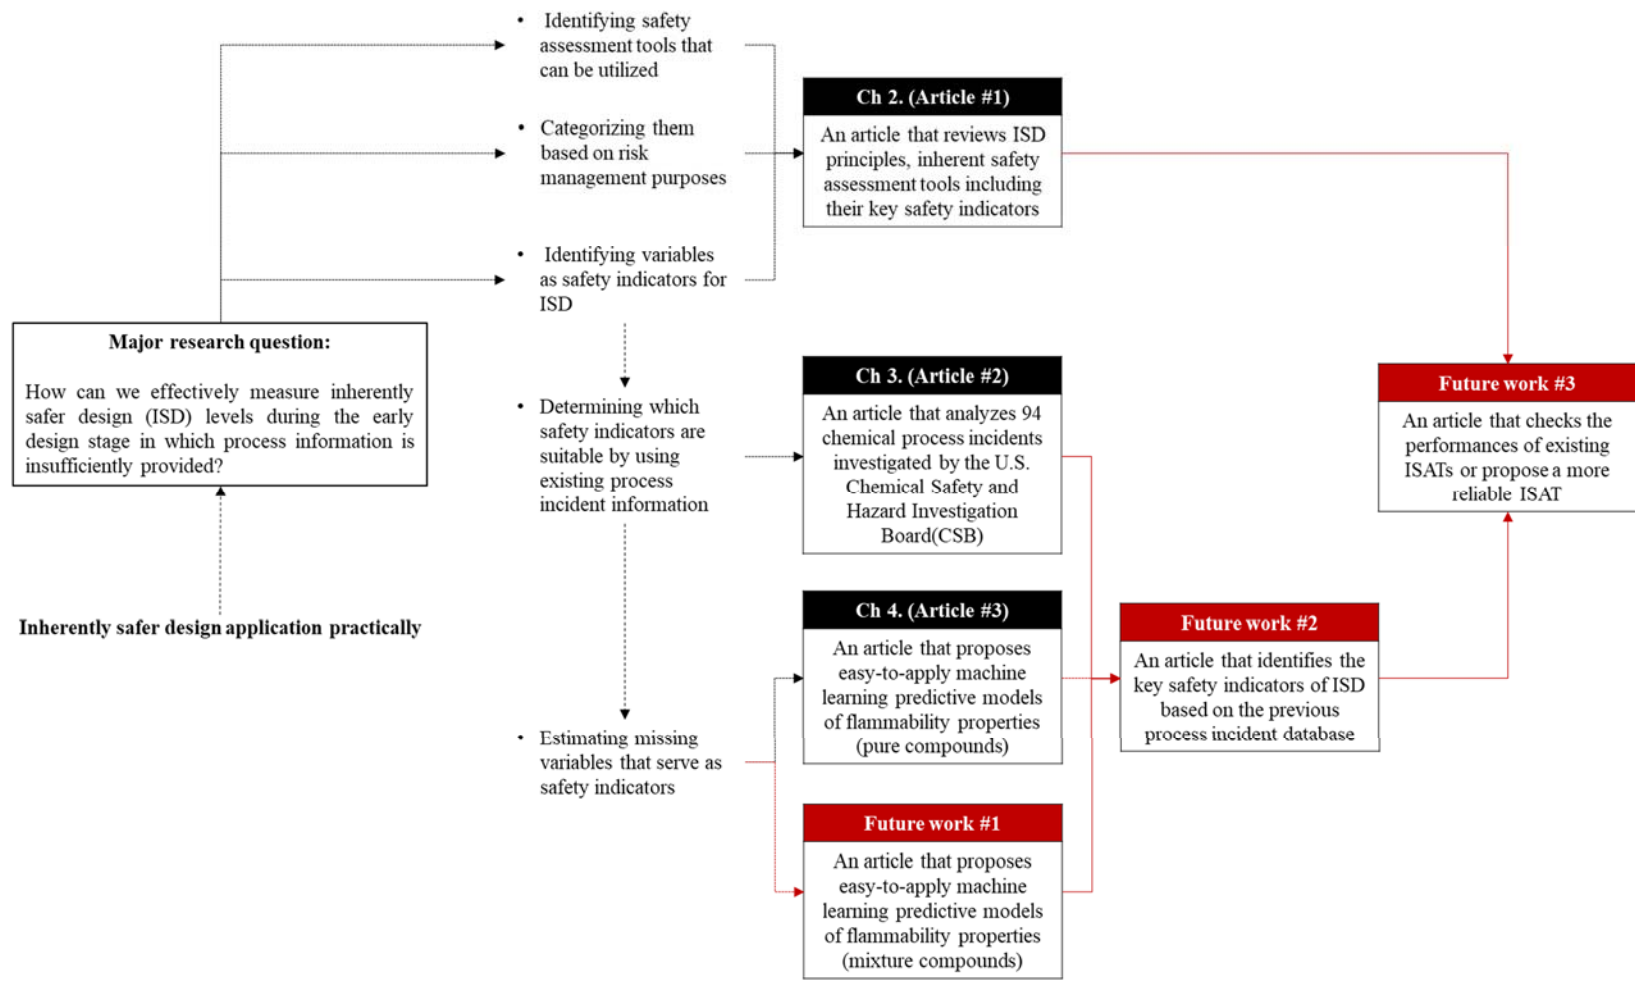 • Identifying safety
assessment tools that
can be utilized
• Categorizing them
based on risk
management purposes
• Identifying variables
as safety indicators for
ISD
Ch 2. (Article #1)
An article that reviews ISD
principles, inherent safety
assessment tools including
their key safety indicators
Major research question:
How can we effectively measure inherently
safer design (ISD) levels during the early
design stage in which process information is
insufficiently provided?
Inherently safer design application practically
• Determining which
safety indicators are
suitable by using
existing process
incident information
Ch 3. (Article #2)
An article that analyzes 94
chemical process incidents
investigated by the U.S.
Chemical Safety and
Hazard Investigation
Board(CSB)
• Estimating missing
variables that serve as
safety indicators
Ch 4. (Article #3)
An article that proposes
easy-to-apply machine
learning predictive models
of flammability properties
(pure compounds)
Future work #1
An article that proposes
easy-to-apply machine
learning predictive models
of flammability properties
(mixture compounds)
Future work #2
An article that identifies the
key safety indicators of ISD
based on the previous
process incident database
Future work #3
An article that checks the
performances of existing
ISATs or propose a more
reliable ISAT